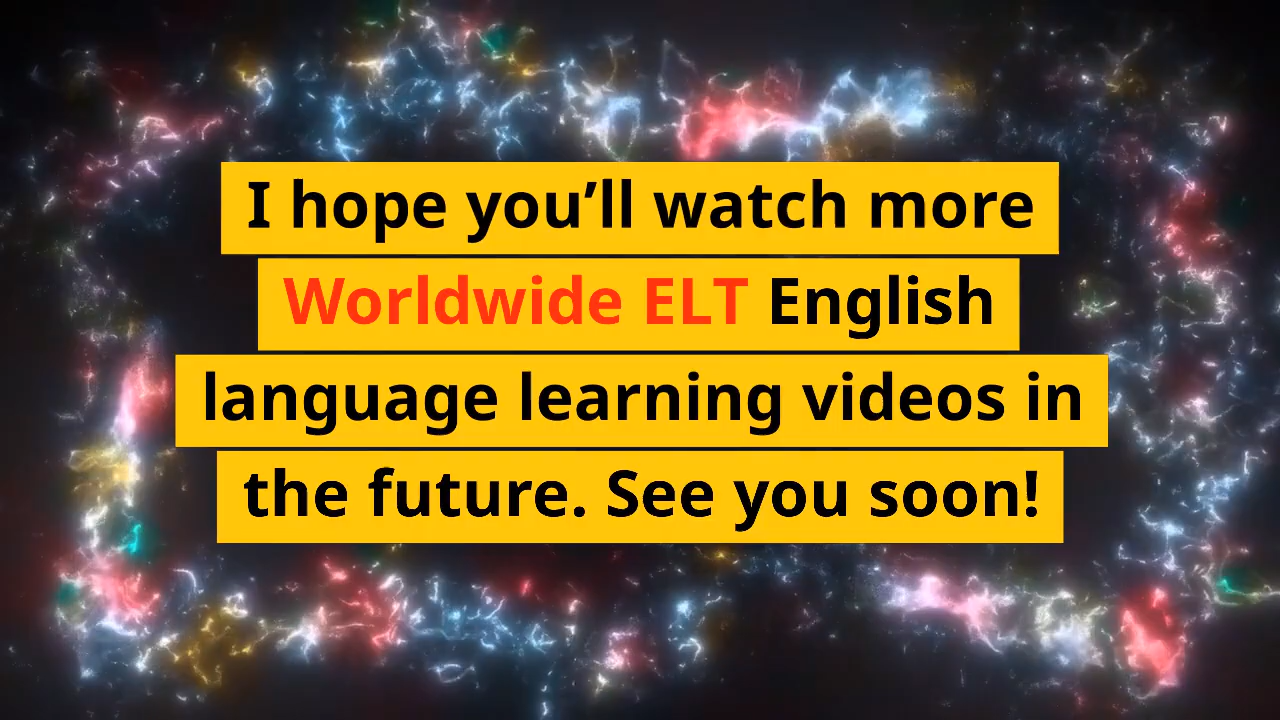 I hope you’ll watch more
Worldwide ELT English
language learning videos in
the future. See you soon!